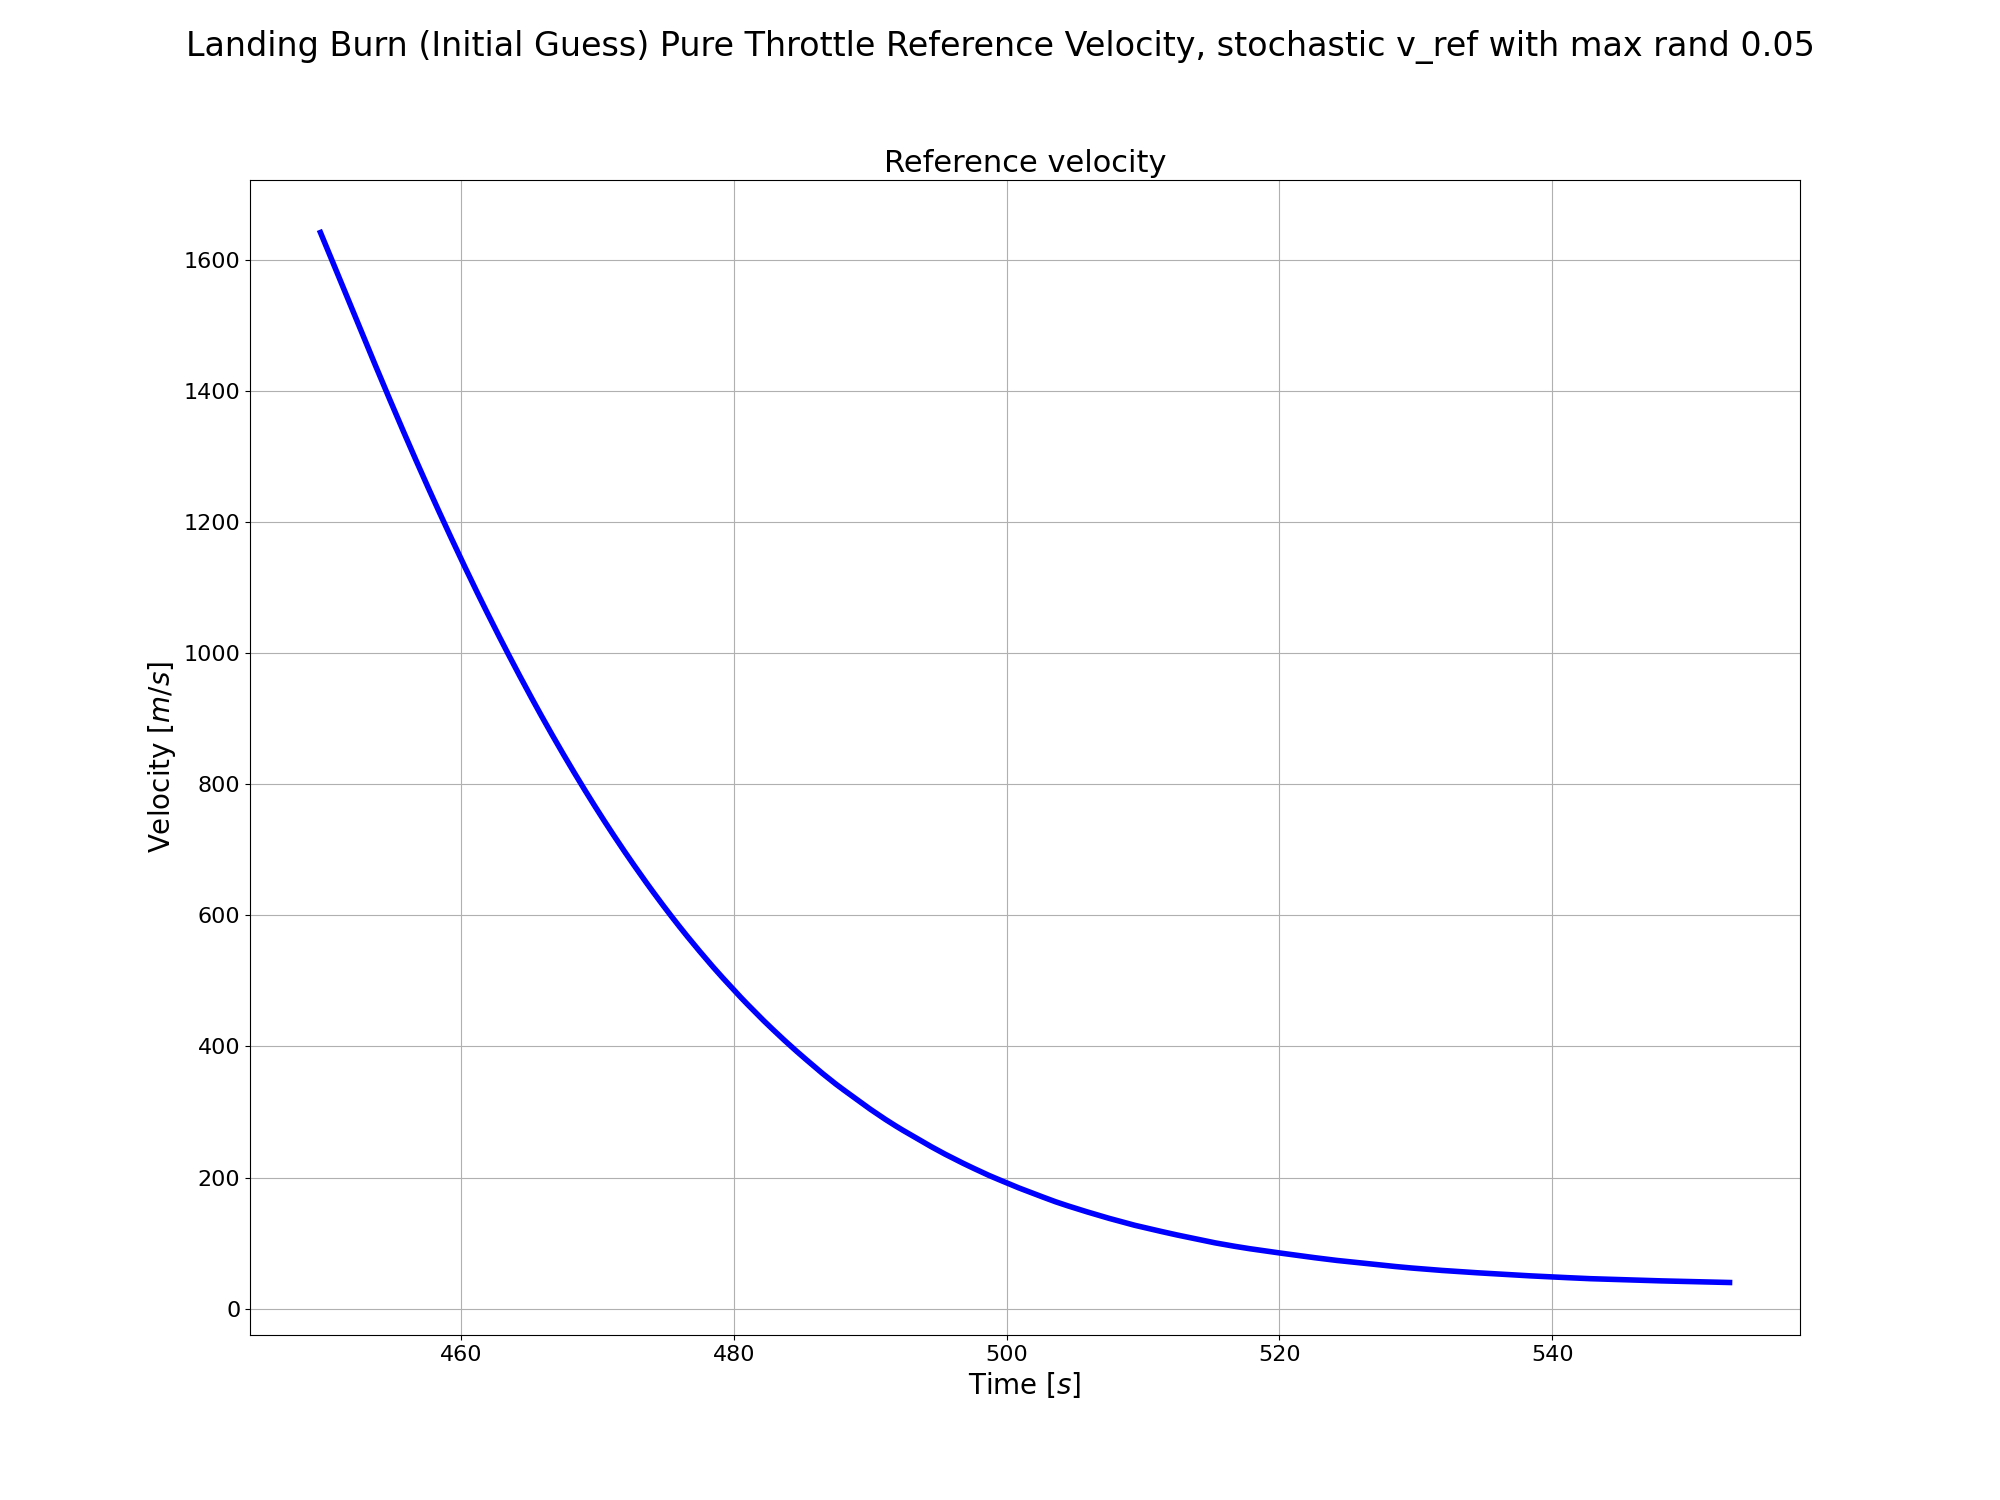 Landing Burn (Initial Guess) Pure Throttle Reference Velocity, stochastic v_ref with max rand 0.05
Reference velocity
1600
1400
1200
1000
800
600
400
200
0
Velocity [m/s]
460 480 500 520 540
Time [s]